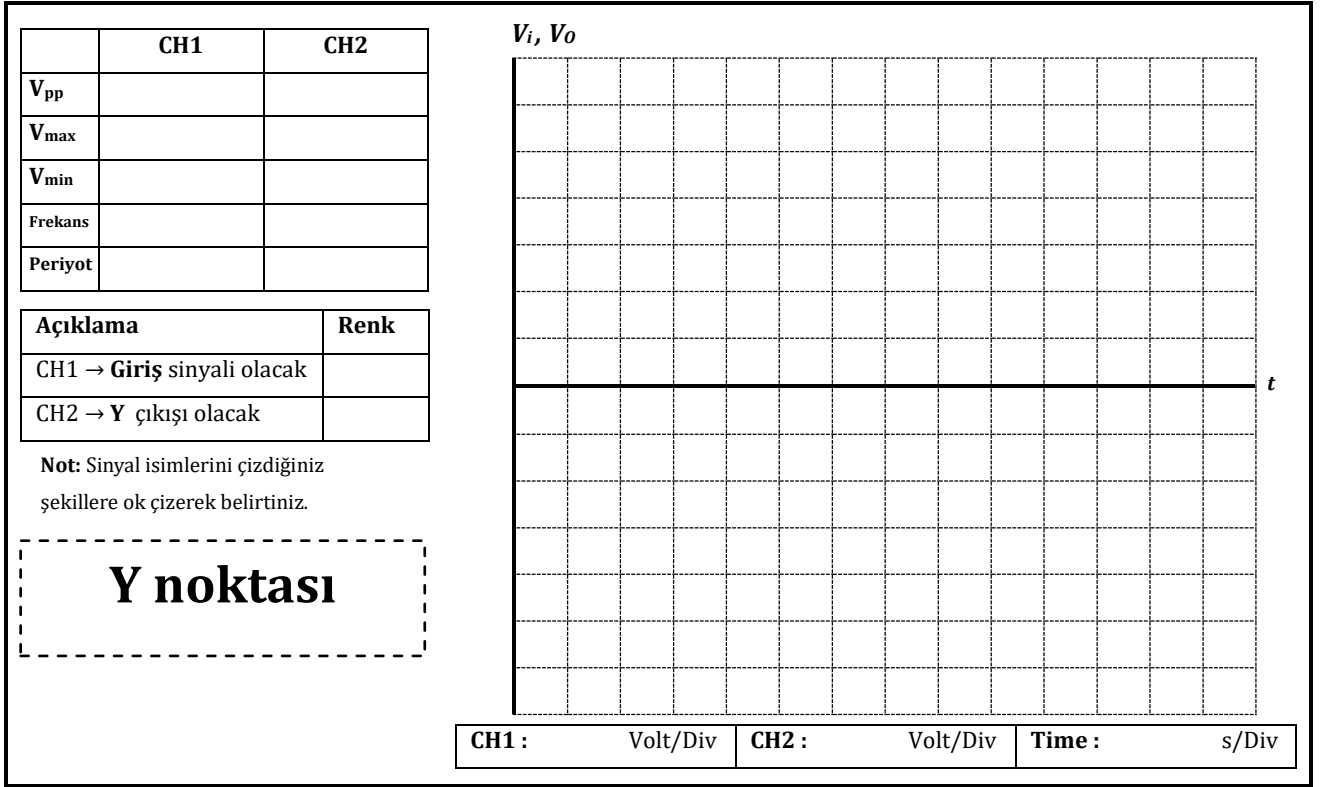 CH1 CH2
Vpp
Vmax
Vmin
Frekans
Periyot
Açıklama Renk
CH1 → Giriş sinyali olacak
CH2 → Y çıkışı olacak
Not: Sinyal isimlerini çizdiğiniz
şekillere ok çizerek belirtiniz.
Y noktası
Vi, VO
t
CH1 : Volt/Div CH2 : Volt/Div Time : s/Div